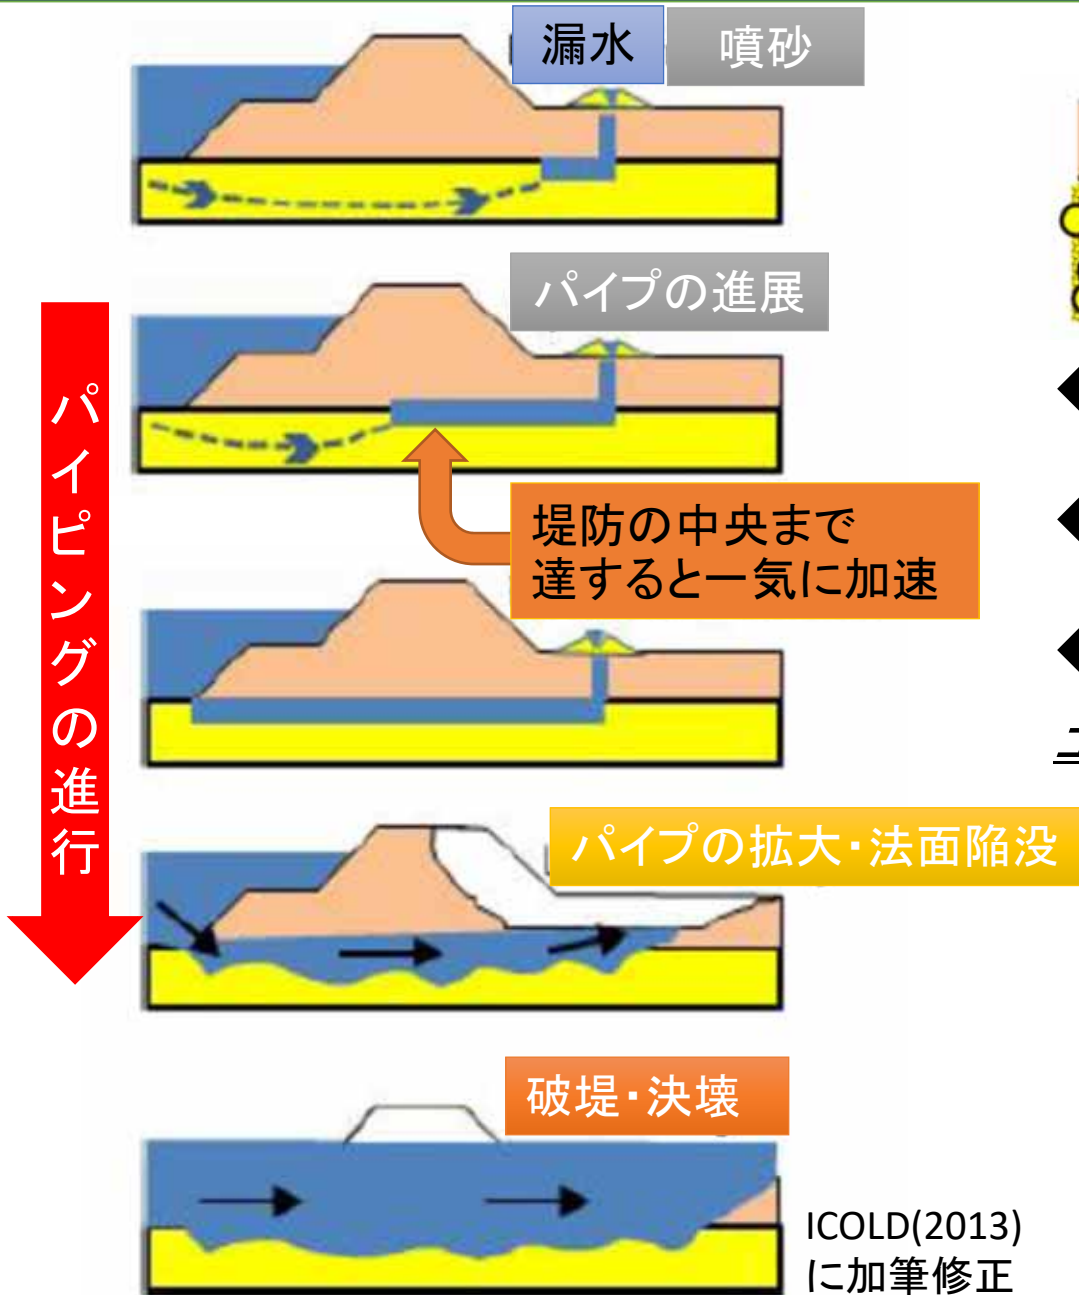 漏水
噴砂
パイプの進展
パイピングの進行
堤防の中央まで
達すると一気に加速
パイプの拡大・法面陥没
破堤・決壊
ICOLD(2013)
に加筆修正